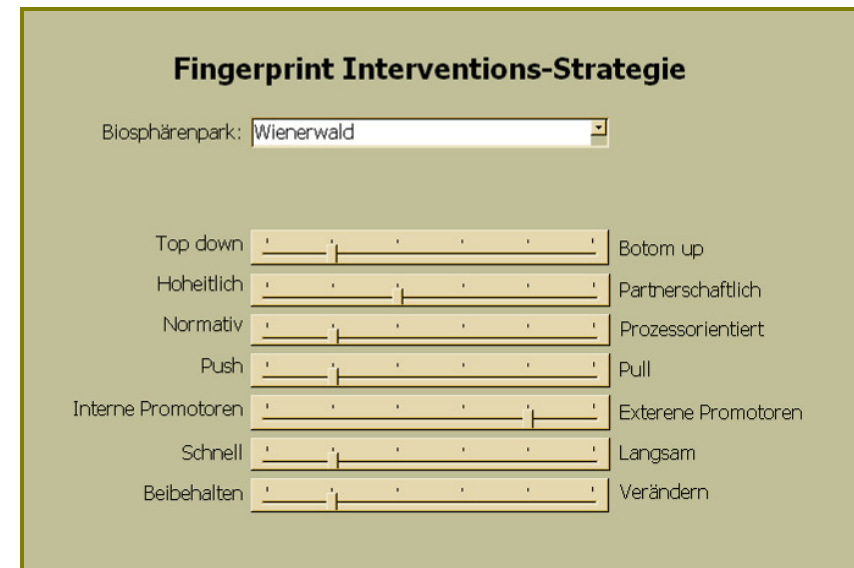 Fingerprint Interventions-Strategie
Biosphärenpark: Wienerwald
Top down Botom up
Hoheitlich Partnerschaftlich
Normativ Prozessorientiert
Push Pull
Interne Promotoren Exterene Promotoren
Schnell Langsam
Beibehalten Verändern